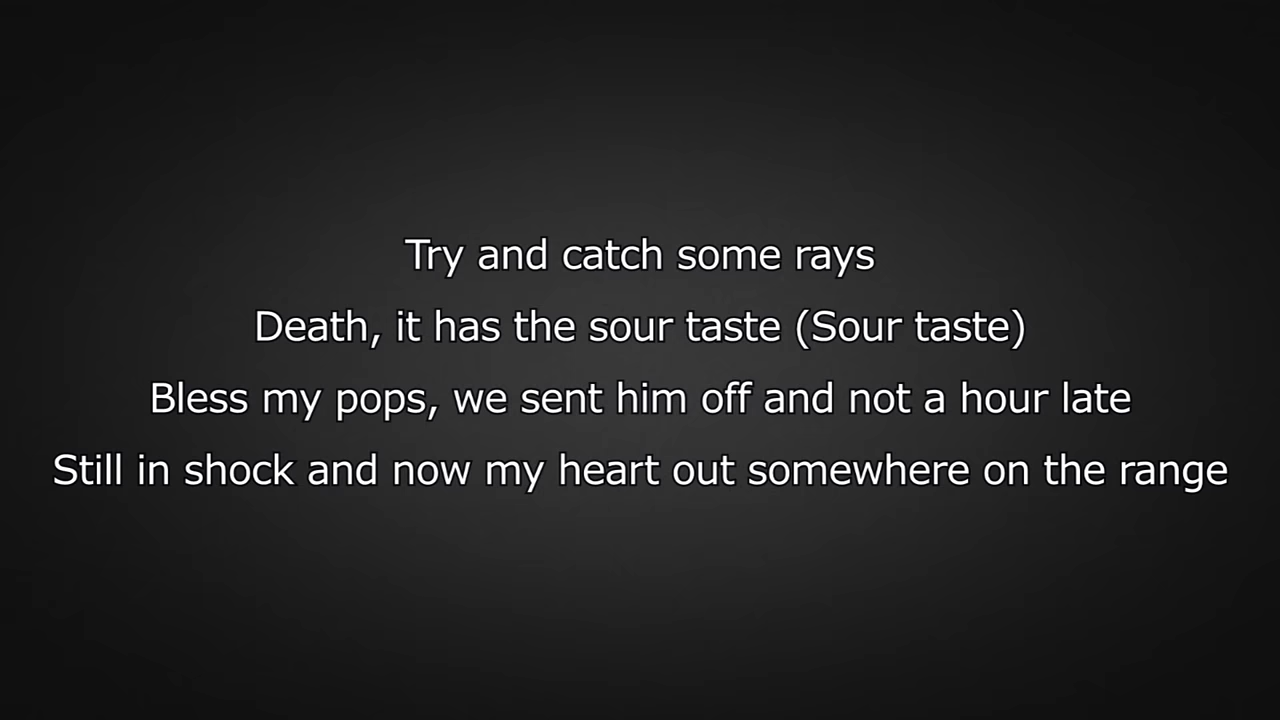 Try and catch some rays
Death, it has the sour taste (Sour taste)
Bless my pops, we sent him off and not a hour late
Still in shock and now my heart out somewhere on the range